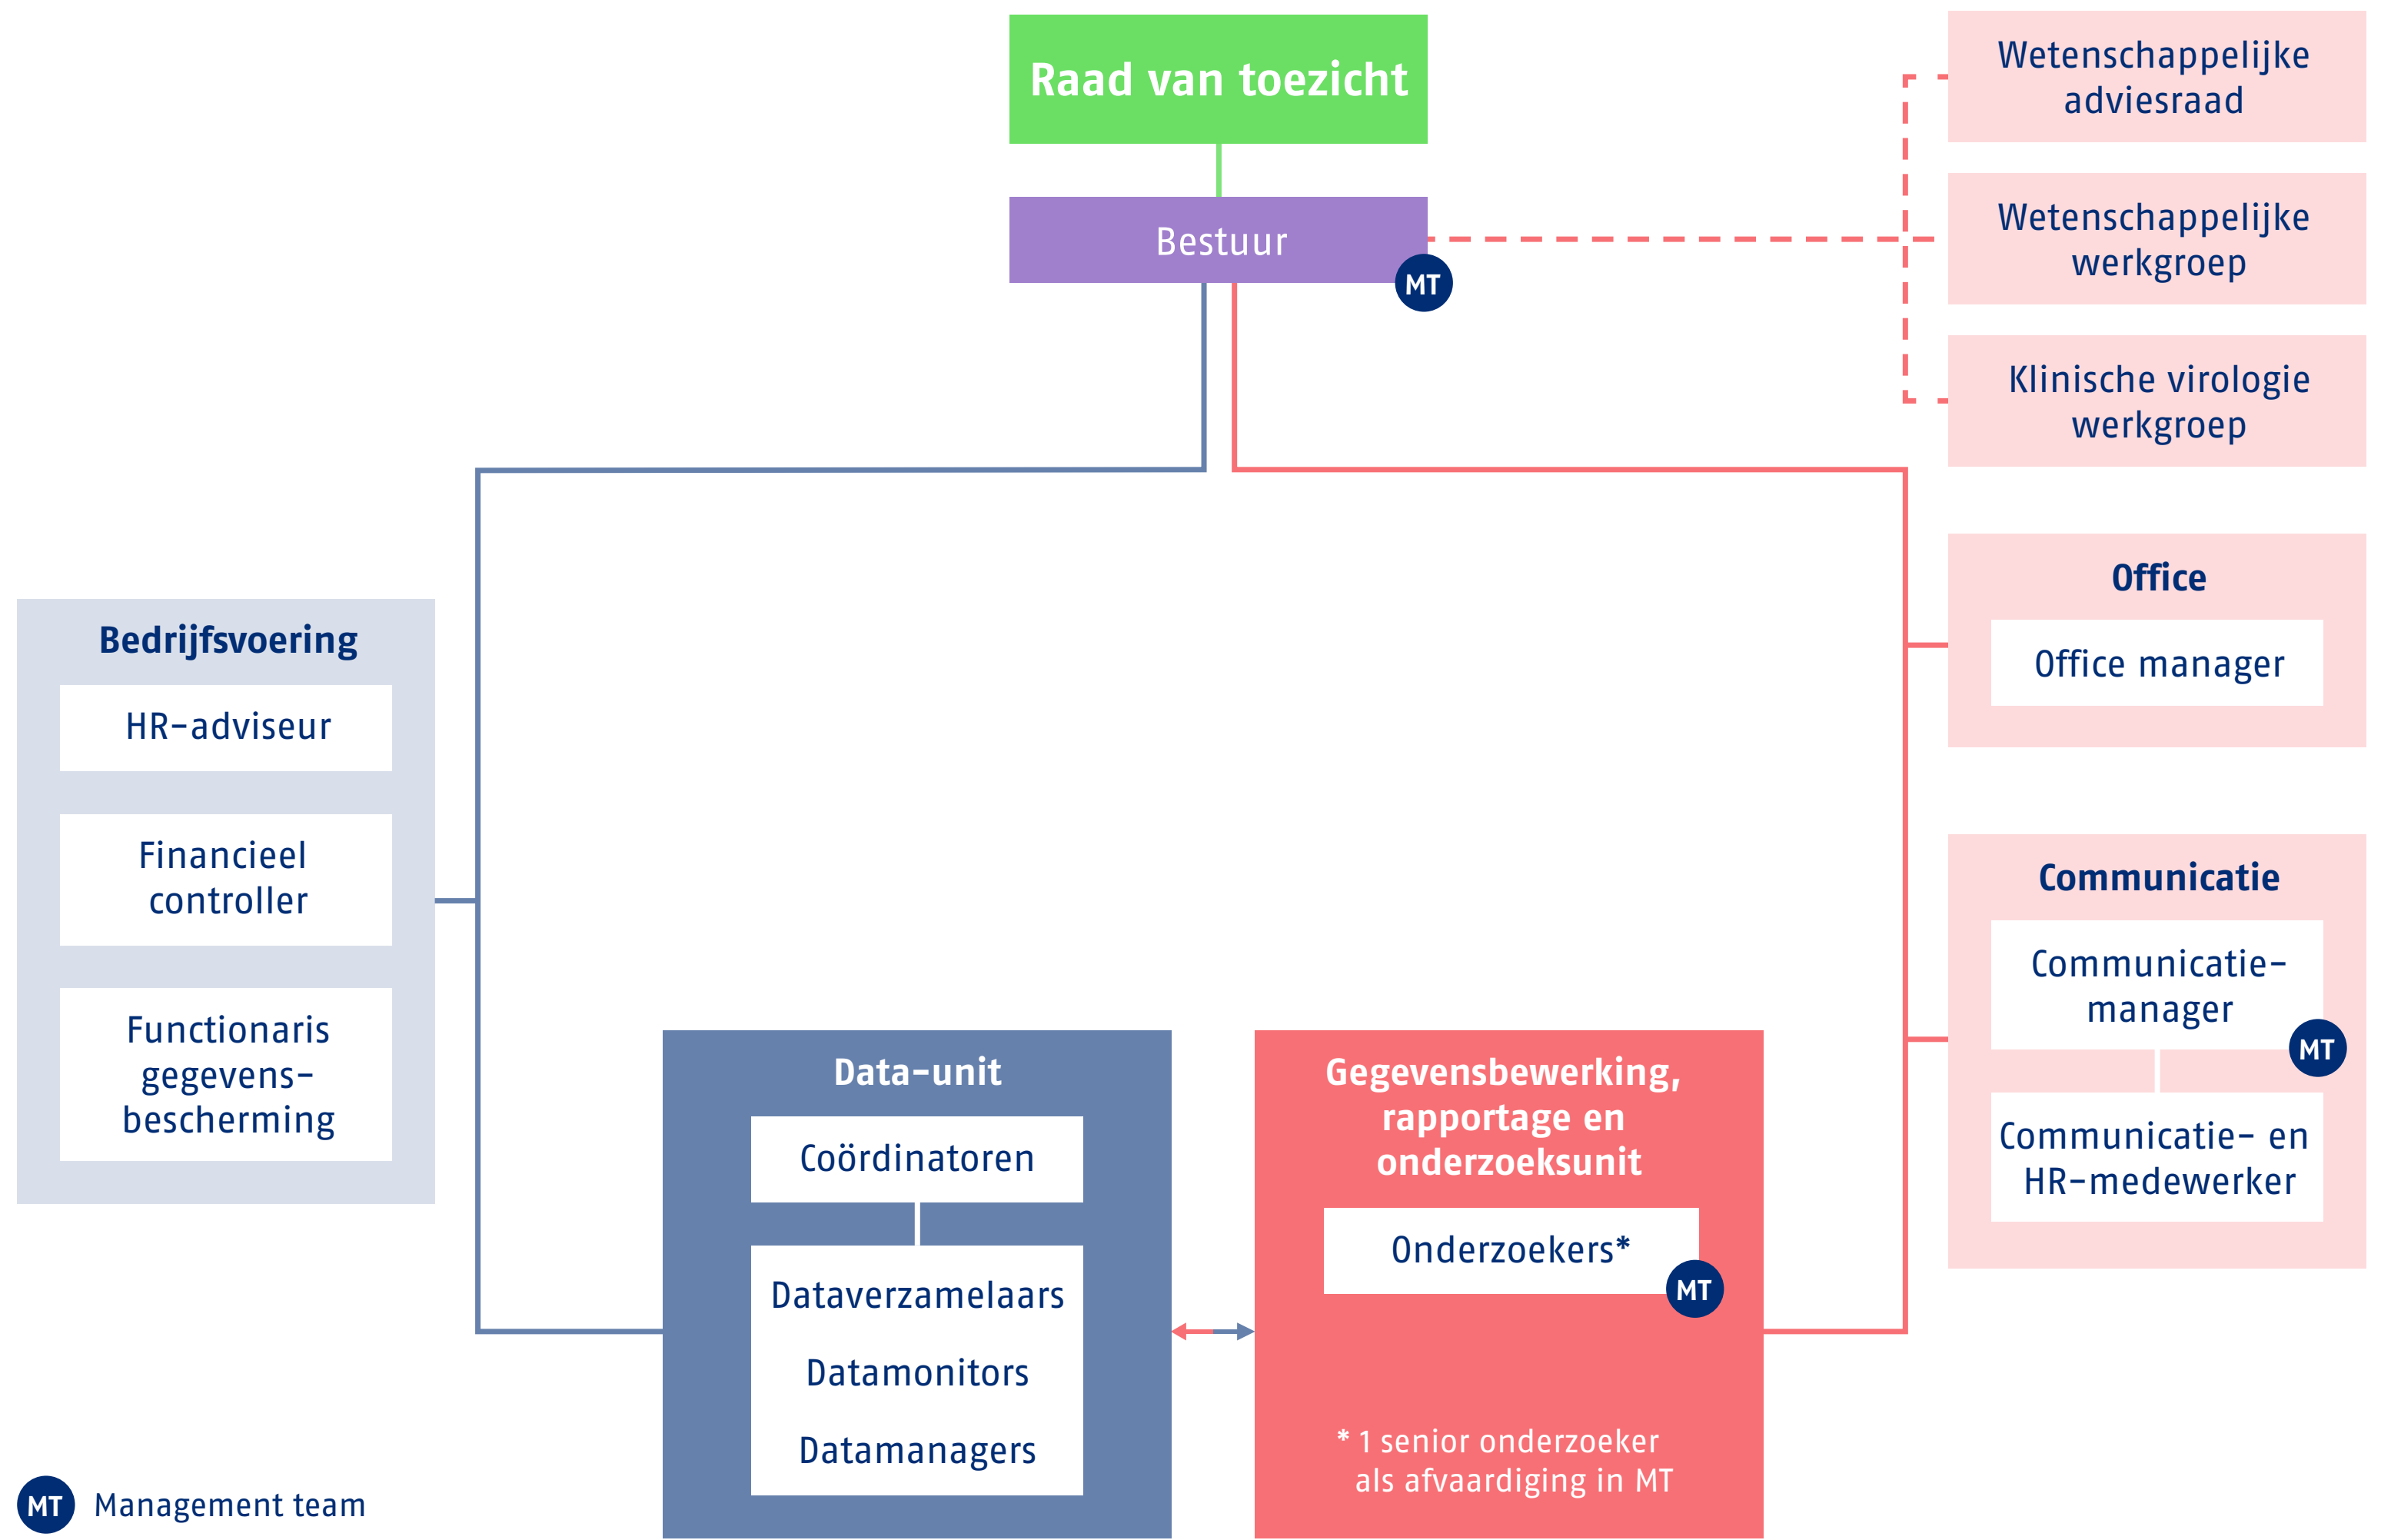 Raad van toezicht
Bestuur
MT
Wetenschappelijke
adviesraad
Wetenschappelijke
werkgroep
Klinische virologie
werkgroep
Office
Office manager
Bedrijfsvoering
HR-adviseur
Financieel
controller
Functionaris
gegevens-
bescherming
Communicatie
Communicatie-
manager
MT
Communicatie- en
HR-medewerker
Data-unit
Coördinatoren
Dataverzamelaars
Datamonitors
Datamanagers
Gegevensbewerking,
rapportage en
onderzoeksunit
Onderzoekers*
MT
* 1 senior onderzoeker
als afvaardiging in MT
MT Management team